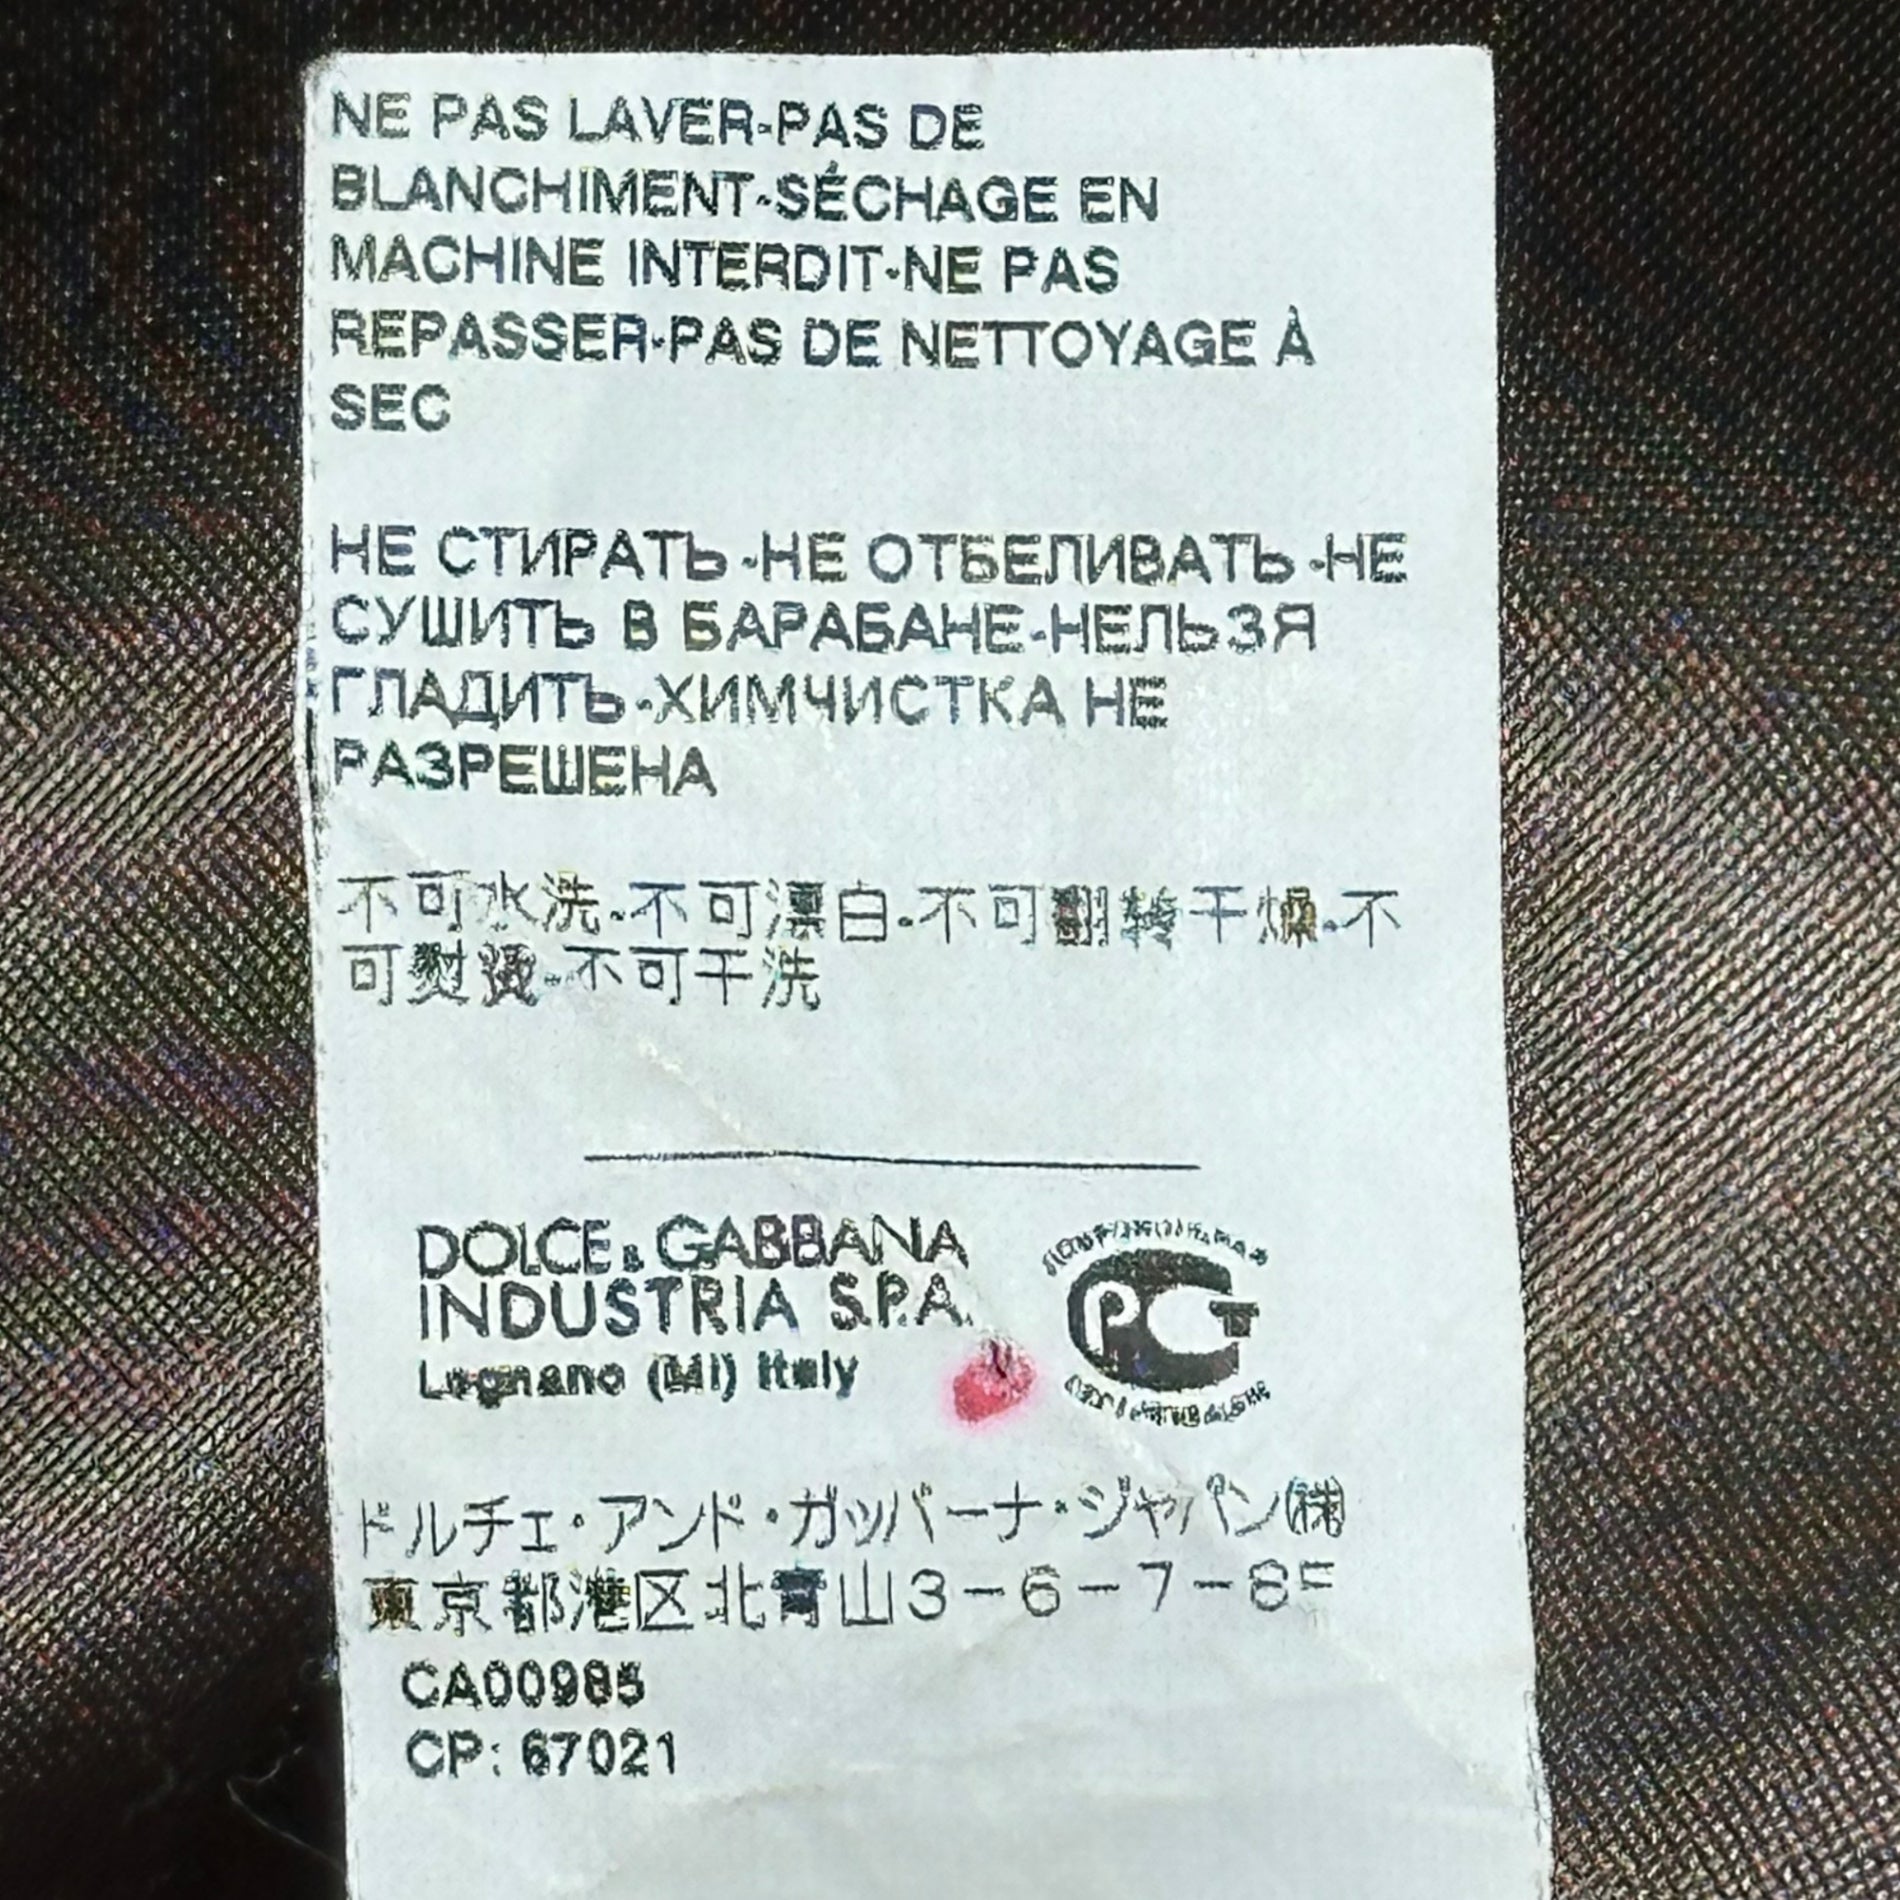 NE PAS LAVER-PAS DE
BLANCHIMENT-SÉCHAGE EN
MACHINE INTERDIT-NE PAS
REPASSER-PAS DE NETTOYAGE À
SEC
НЕ СТИРАТЬ-НЕ ОТБЕЛИВАТЬ-НЕ
СУШИТЬ В БАРАБАНЕ-НЕЛЬЗЯ
ГЛАДИТЬ-ХИМЧИСТКА НЕ
РАЗРЕШЕНА
不可水洗-不可漂白-不可翻转干燥-不
可熨烫-不可干洗
DOLCE & GABBANA
INDUSTRIA S.P.A.
Legnano (MI) Italy
PCT
ドルチェ・アンド・ガッバーナ・ジャパン㈱
東京都港区北青山3-6-7-8F
CA00985
CP: 67021